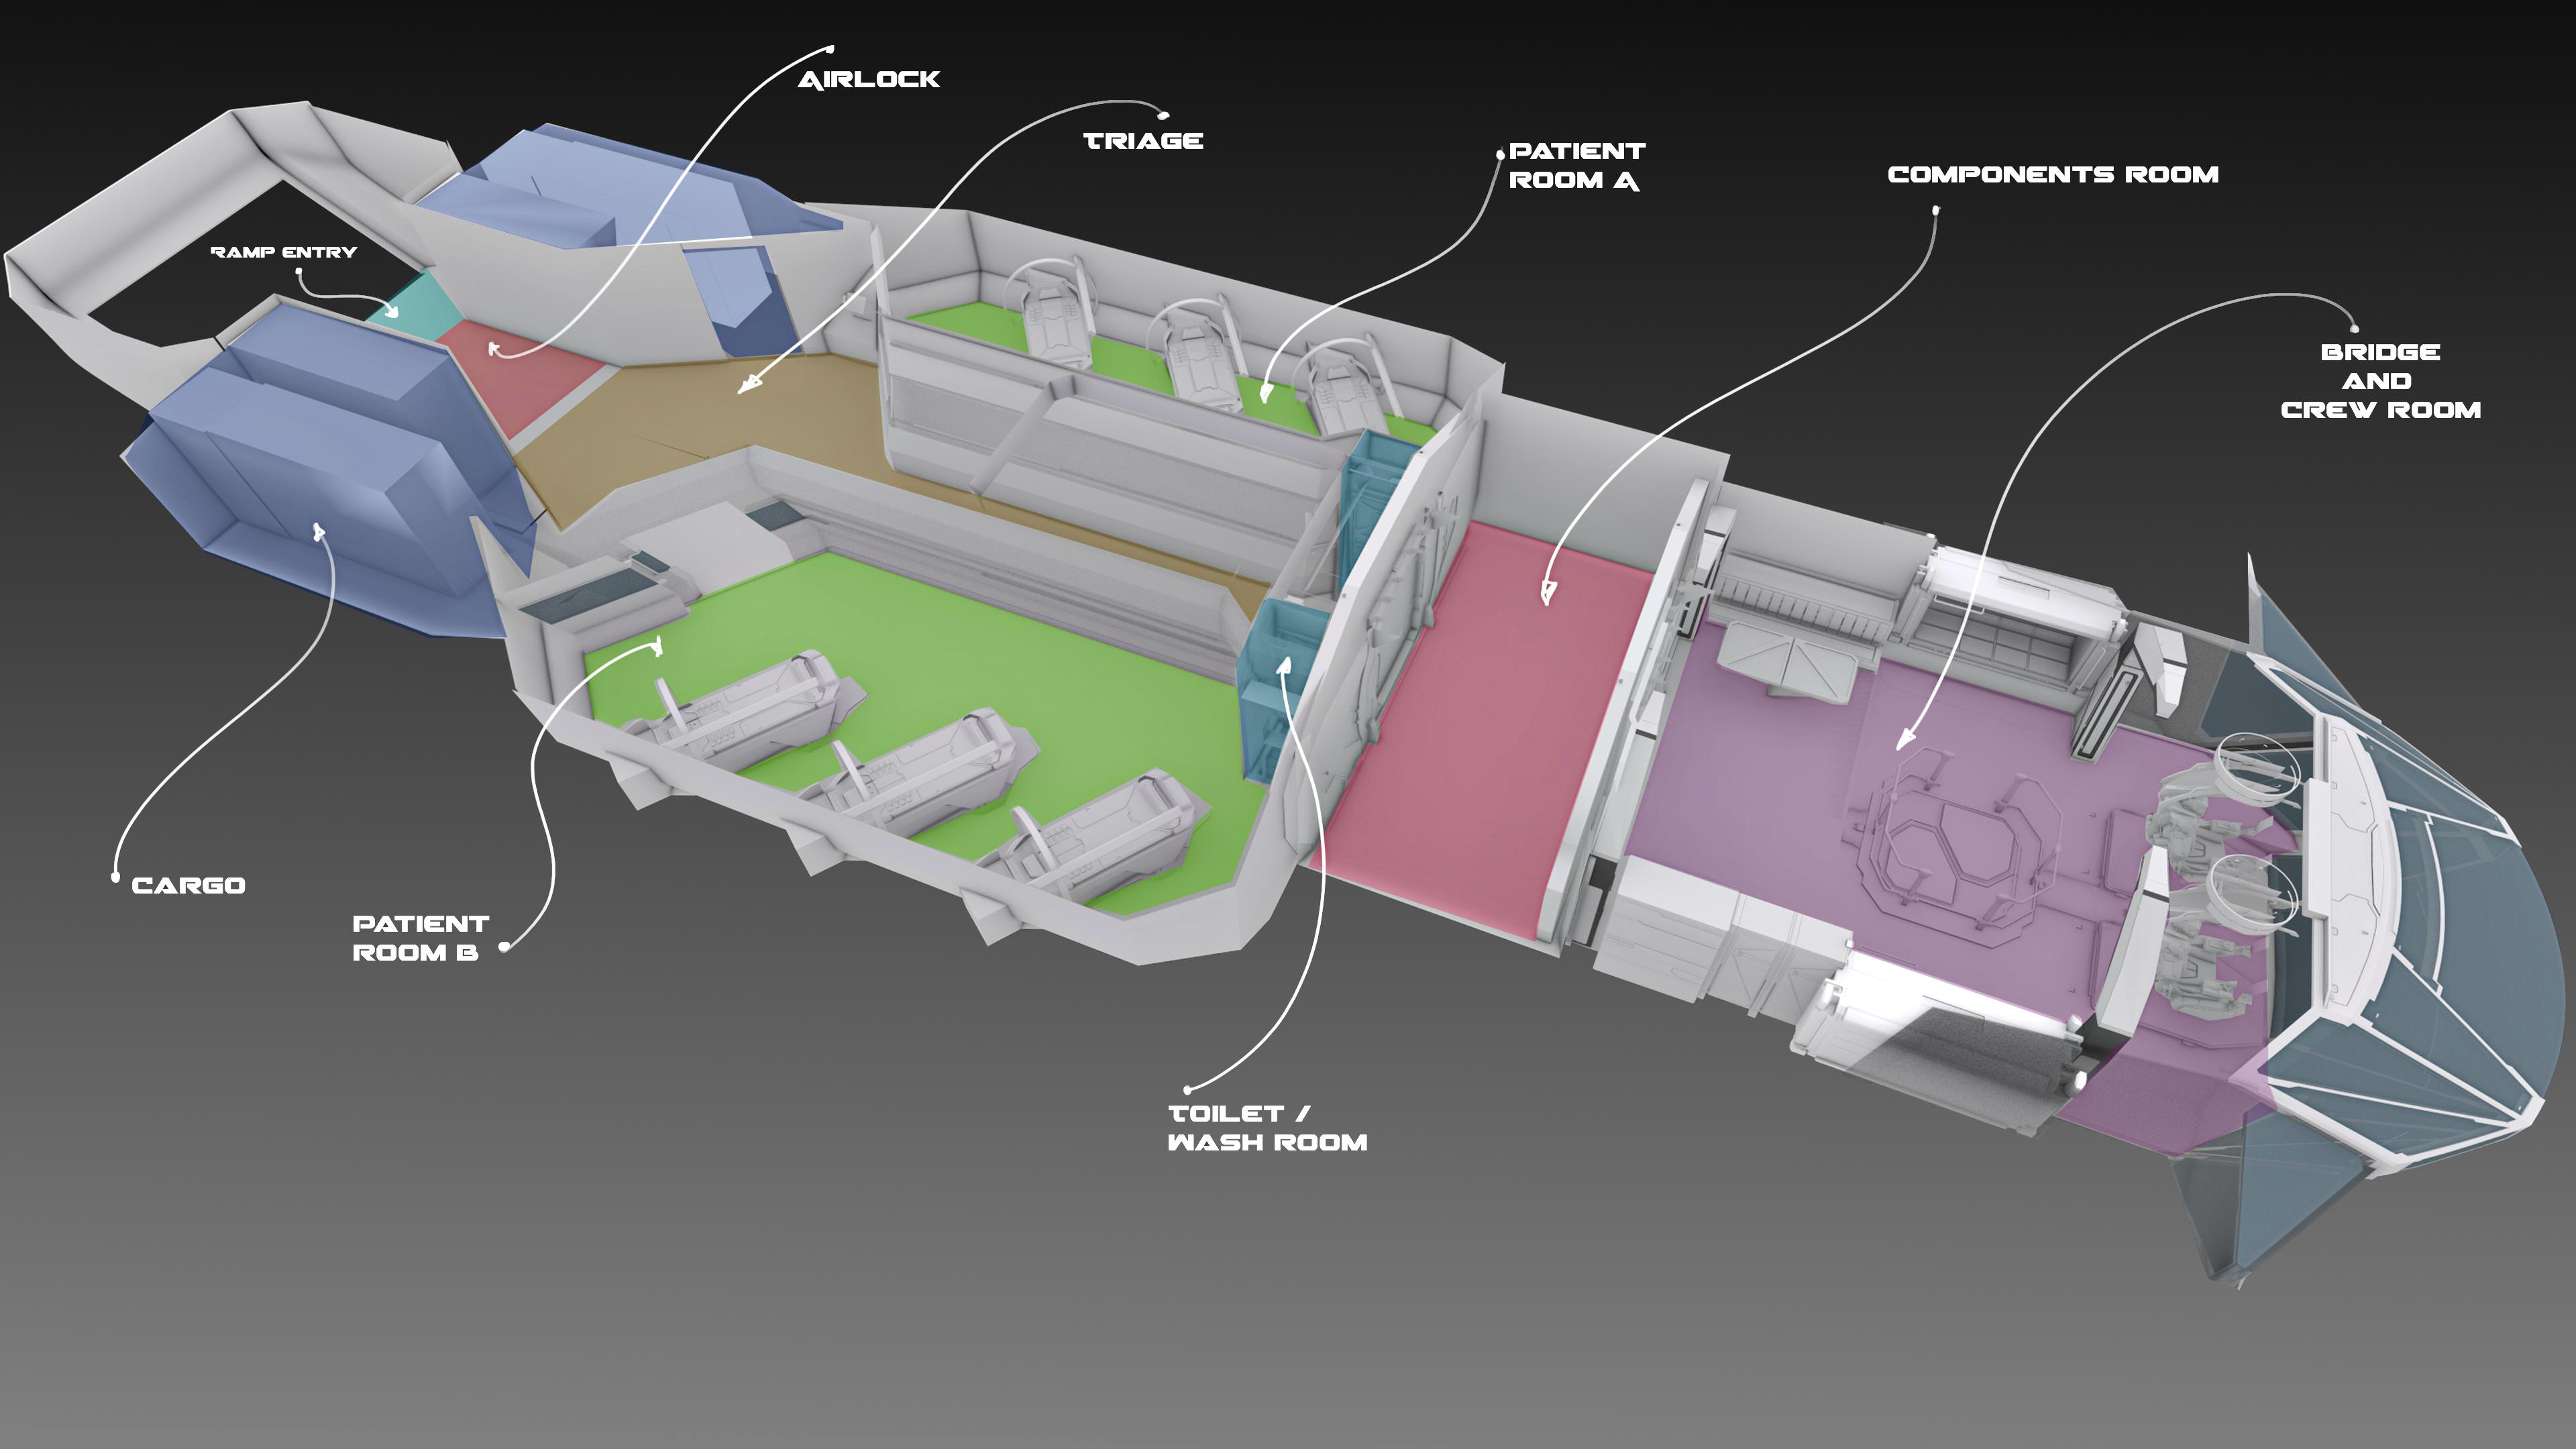 AIRLOCK
TRIAGE
PATIENT
ROOM A
COMPONENTS ROOM
RAMP ENTRY
BRIDGE
AND
CREW ROOM
CARGO
PATIENT
ROOM B
TOILET /
WASH ROOM